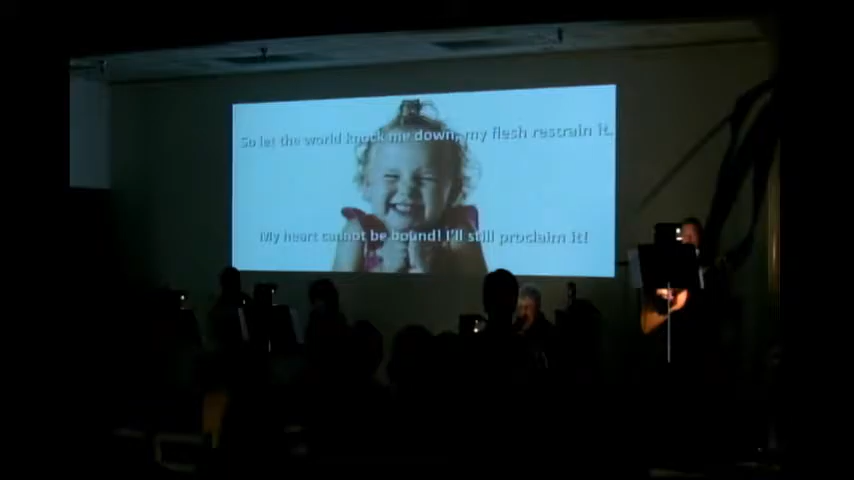 So let the world knock me down, my flesh restrain it.
My heart cannot be bound! I'll still proclaim it!